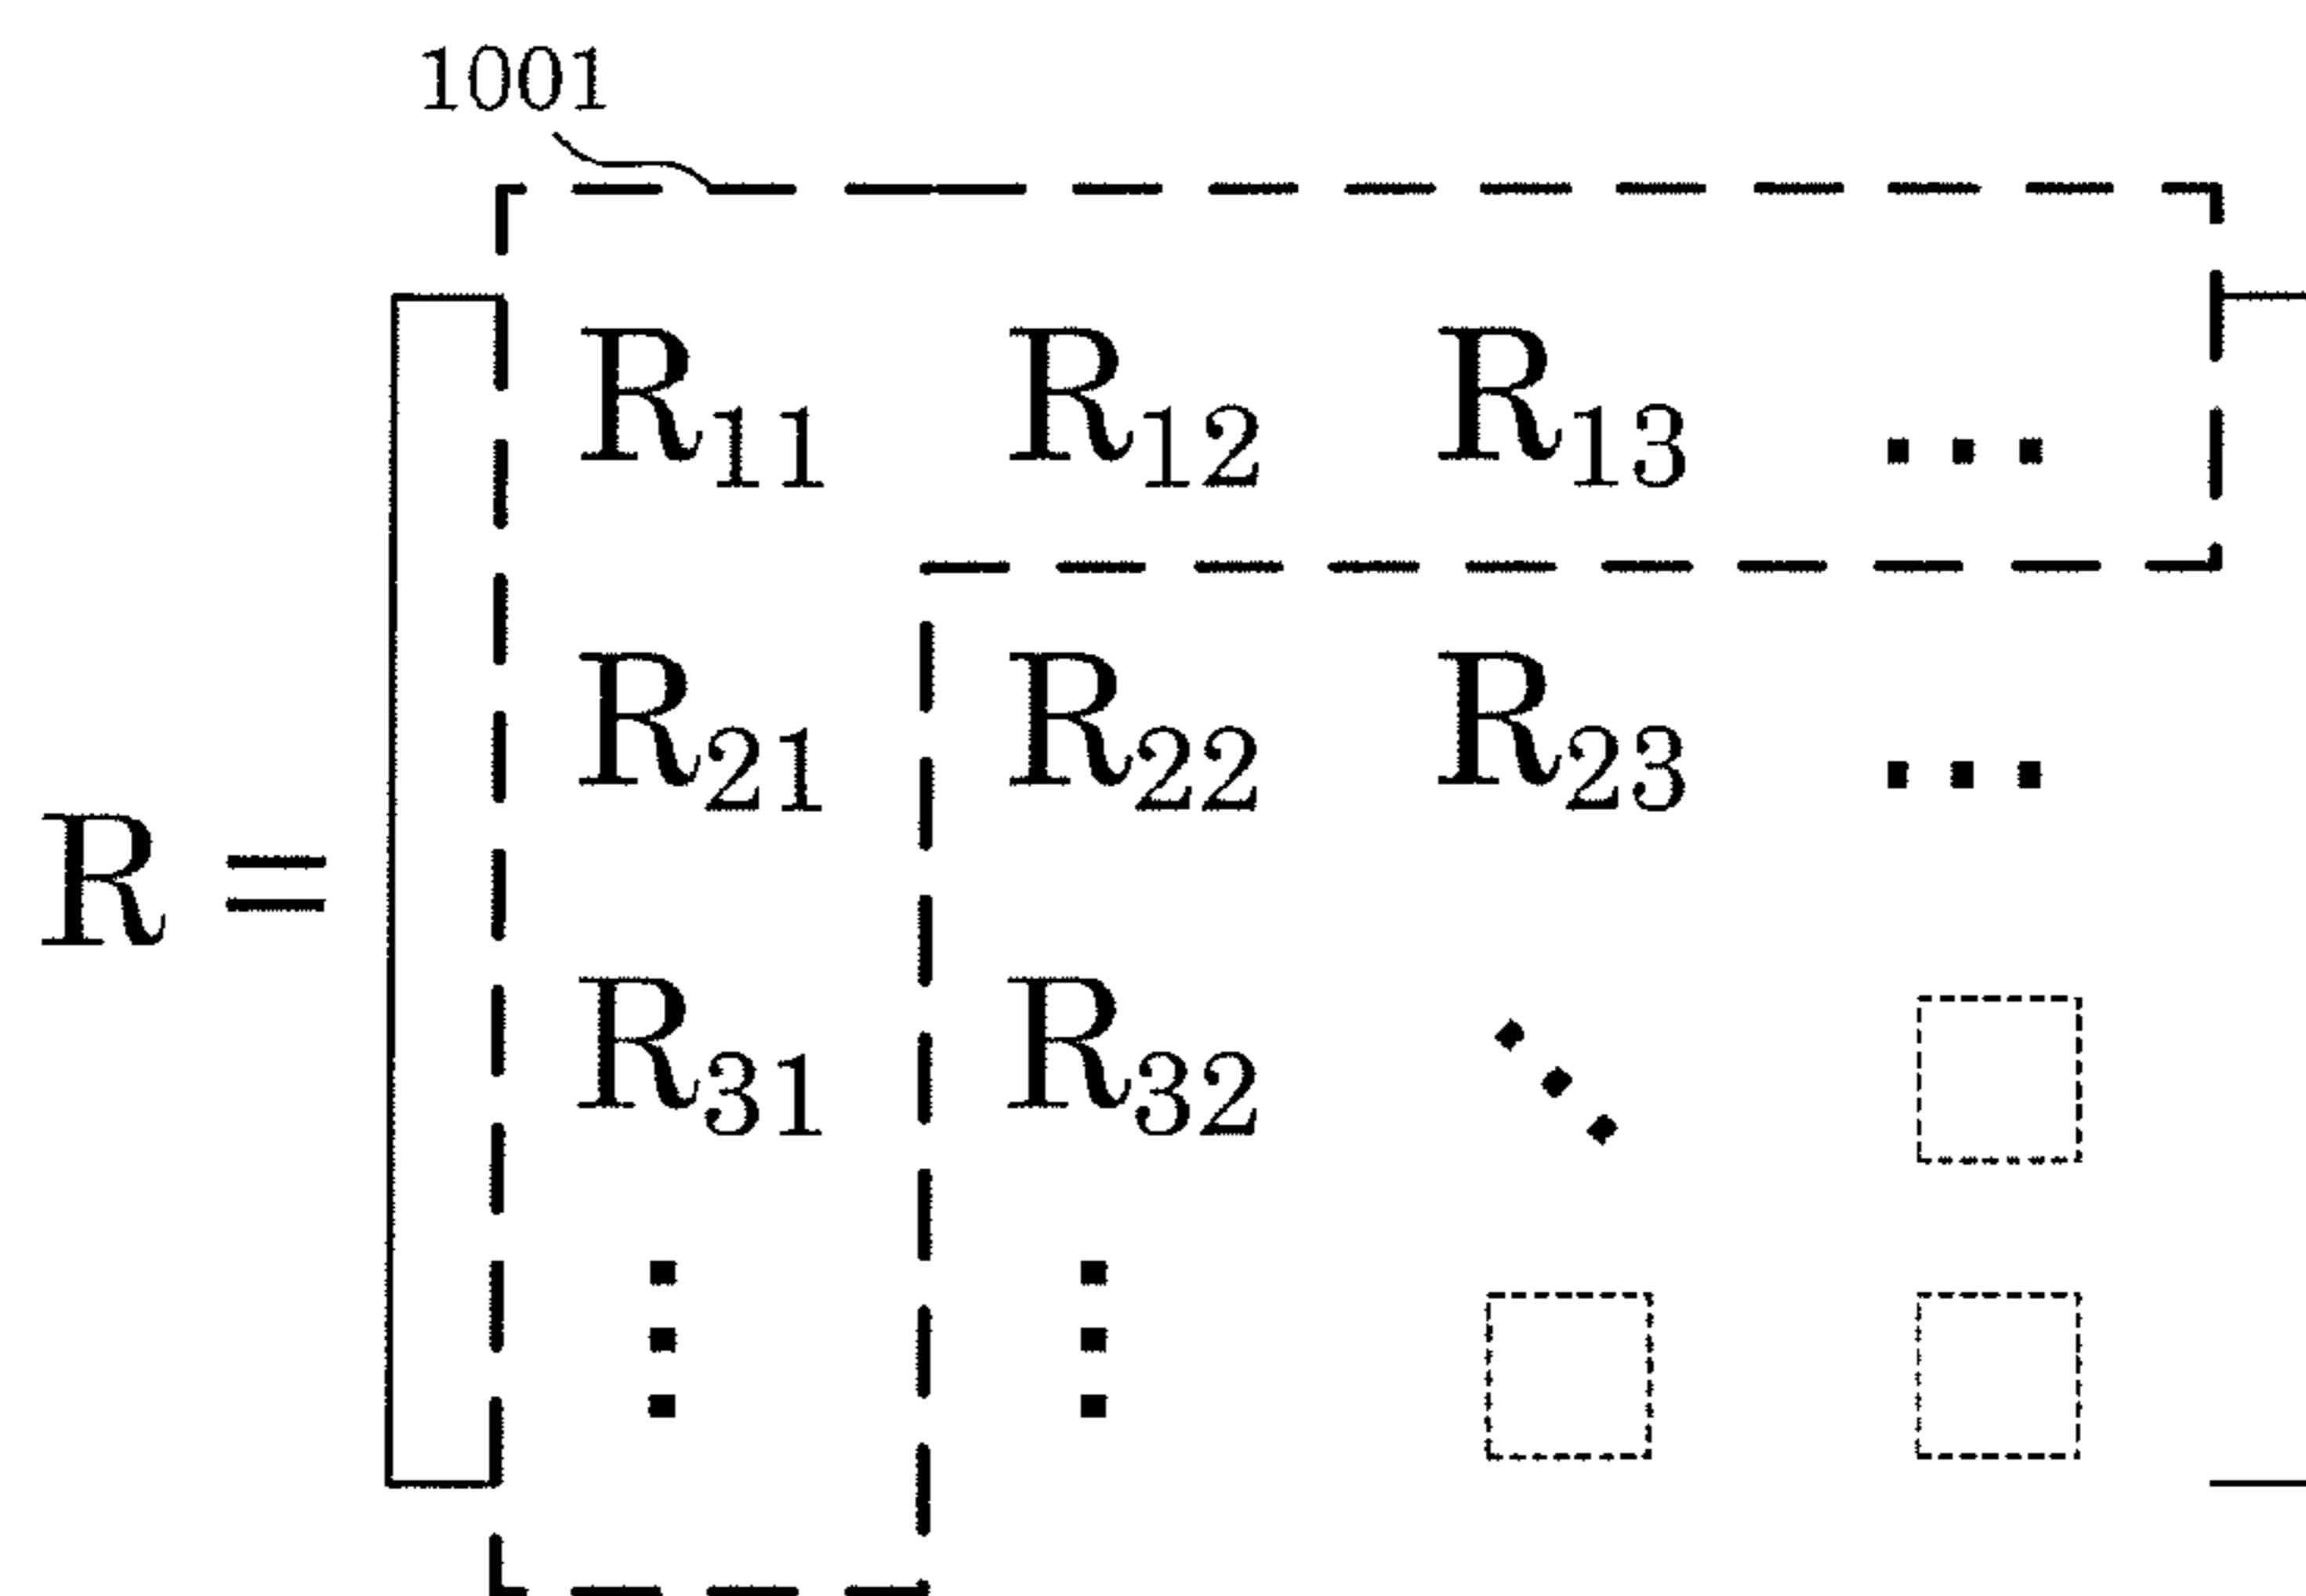 1001
R₁₁ R₁₂ R₁₃ ...
R₂₁ R₂₂ R₂₃ ...
R =
R₃₁ R₃₂ ⋱
⋮ ⋮